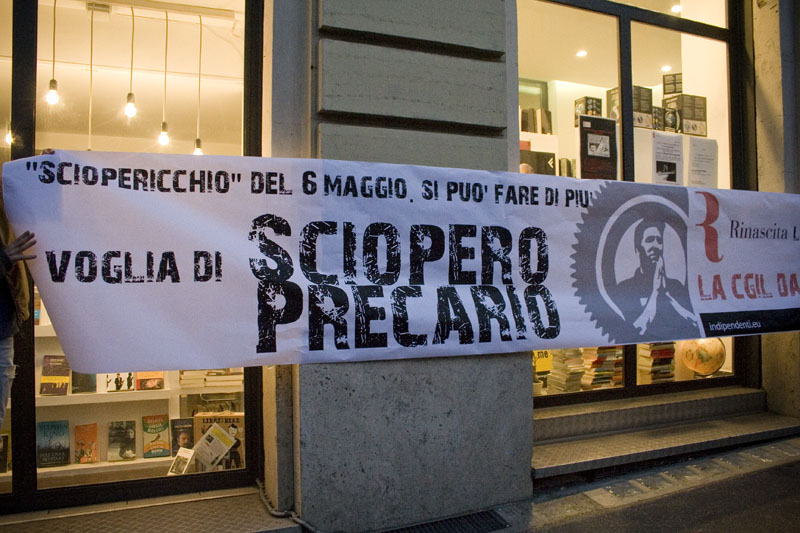 "SCIOPERICCHIO" DEL 6 MAGGIO. SI PUO' FARE DI PIU'
VOGLIA DI SCIOPERO
PRECARIO
R Rinascita L
LA CGIL DA
indipendenti.eu